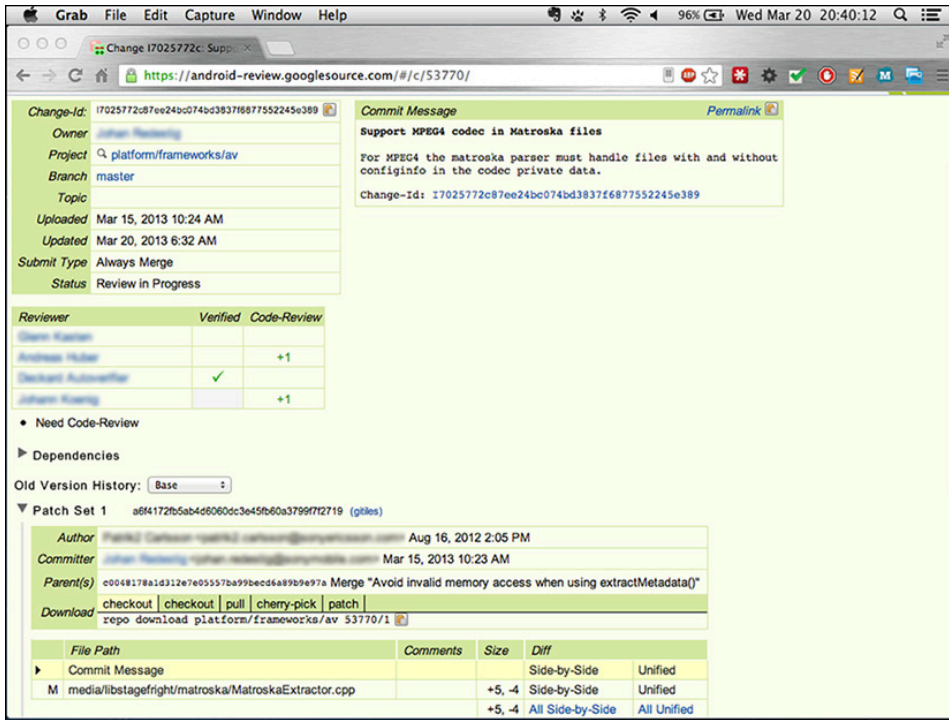 Grab File Edit Capture Window Help 96% Wed Mar 20 20:40:12
Change I7025772c: Supp
https://android-review.googlesource.com/#/c/53770/
Change-Id: I7025772c87ee24bc074bd3837f6877552245e389
Owner
Project platform/frameworks/av
Branch master
Topic
Uploaded Mar 15, 2013 10:24 AM
Updated Mar 20, 2013 6:32 AM
Submit Type Always Merge
Status Review in Progress
Commit Message Permalink
Support MPEG4 codec in Matroska files
For MPEG4 the matroska parser must handle files with and without
configinfo in the codec private data.
Change-Id: I7025772c87ee24bc074bd3837f6877552245e389
Reviewer Verified Code-Review
+1
+1
Need Code-Review
Dependencies
Old Version History: Base
Patch Set 1 a6f4172fb5ab4d6060dc3e45fb60a3799f7f2719 (gitiles)
Author Aug 16, 2012 2:05 PM
Committer Mar 15, 2013 10:23 AM
Parent(s) c0048178a1d312e7e05557ba99becd6a89b9e97a Merge "Avoid invalid memory access when using extractMetadata()"
Download checkout | checkout | pull | cherry-pick | patch |
repo download platform/frameworks/av 53770/1
File Path Comments Size Diff
Commit Message Side-by-Side Unified
M media/libstagefright/matroska/MatroskaExtractor.cpp +5, -4 Side-by-Side Unified
+5, -4 All Side-by-Side All Unified